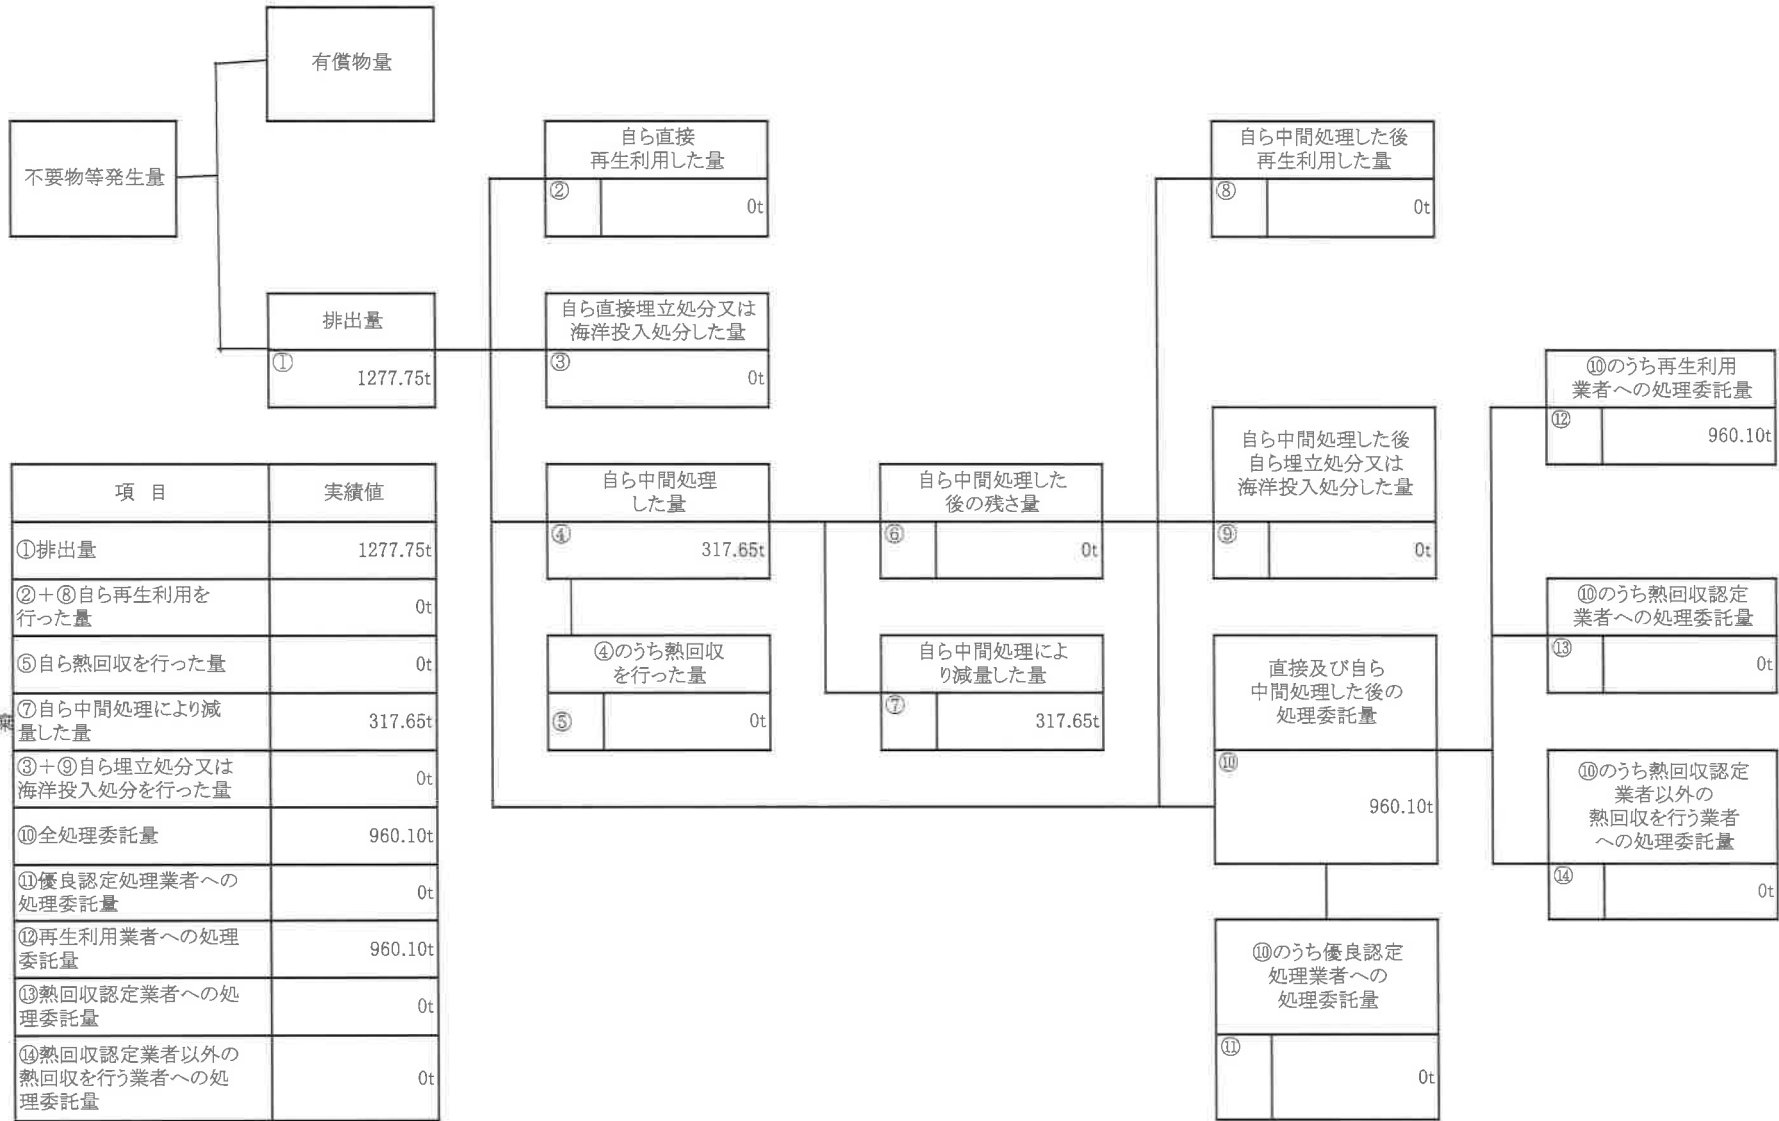 有償物量
不要物等発生量
排出量
①
1277.75t
自ら直接
再生利用した量
②
0t
自ら直接埋立処分又は
海洋投入処分した量
③
0t
自ら中間処理
した量
④
317.65t
④のうち熱回収
を行った量
⑤
0t
自ら中間処理した
後の残さ量
⑥
0t
自ら中間処理によ
り減量した量
⑦
317.65t
自ら中間処理した後
再生利用した量
⑧
0t
自ら中間処理した後
自ら埋立処分又は
海洋投入処分した量
⑨
0t
直接及び自ら
中間処理した後の
処理委託量
⑩
960.10t
⑩のうち優良認定
処理業者への
処理委託量
⑪
0t
⑩のうち再生利用
業者への処理委託量
⑫
960.10t
⑩のうち熱回収認定
業者への処理委託量
⑬
0t
⑩のうち熱回収認定
業者以外の
熱回収を行う業者
への処理委託量
⑭
0t
項 目
実績値
①排出量
1277.75t
②+⑧自ら再生利用を
行った量
0t
⑤自ら熱回収を行った量
0t
⑦自ら中間処理により減
量した量
317.65t
③+⑨自ら埋立処分又は
海洋投入処分を行った量
0t
⑩全処理委託量
960.10t
⑪優良認定処理業者への
処理委託量
0t
⑫再生利用業者への処理
委託量
960.10t
⑬熱回収認定業者への処
理委託量
0t
⑭熱回収認定業者以外の
熱回収を行う業者への処
理委託量
0t